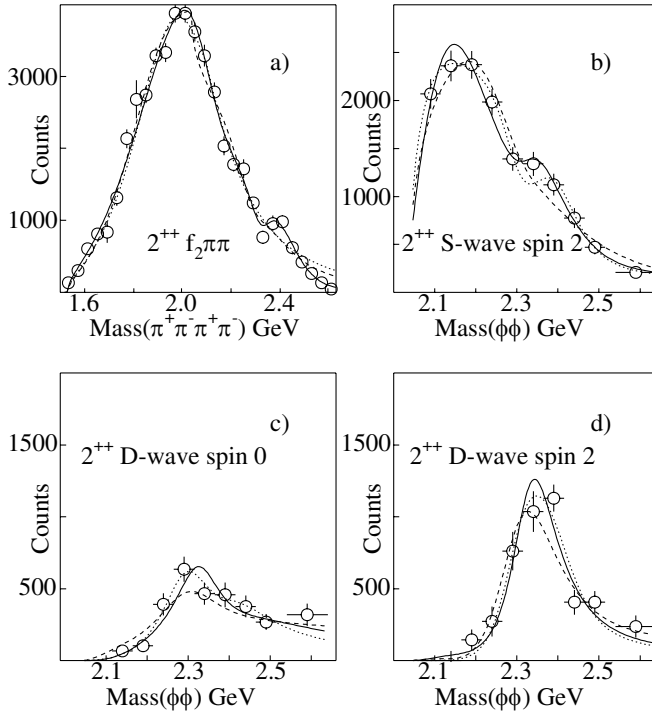 a)
3000
1000
Counts
2⁺⁺ f₂ππ
1.6 2.0 2.4
Mass(π⁺π⁻π⁺π⁻) GeV
b)
2000
1000
Counts
2⁺⁺ S-wave spin 2
2.1 2.3 2.5
Mass(ϕϕ) GeV
c)
1500
500
Counts
2⁺⁺ D-wave spin 0
2.1 2.3 2.5
Mass(ϕϕ) GeV
d)
1500
500
Counts
2⁺⁺ D-wave spin 2
2.1 2.3 2.5
Mass(ϕϕ) GeV